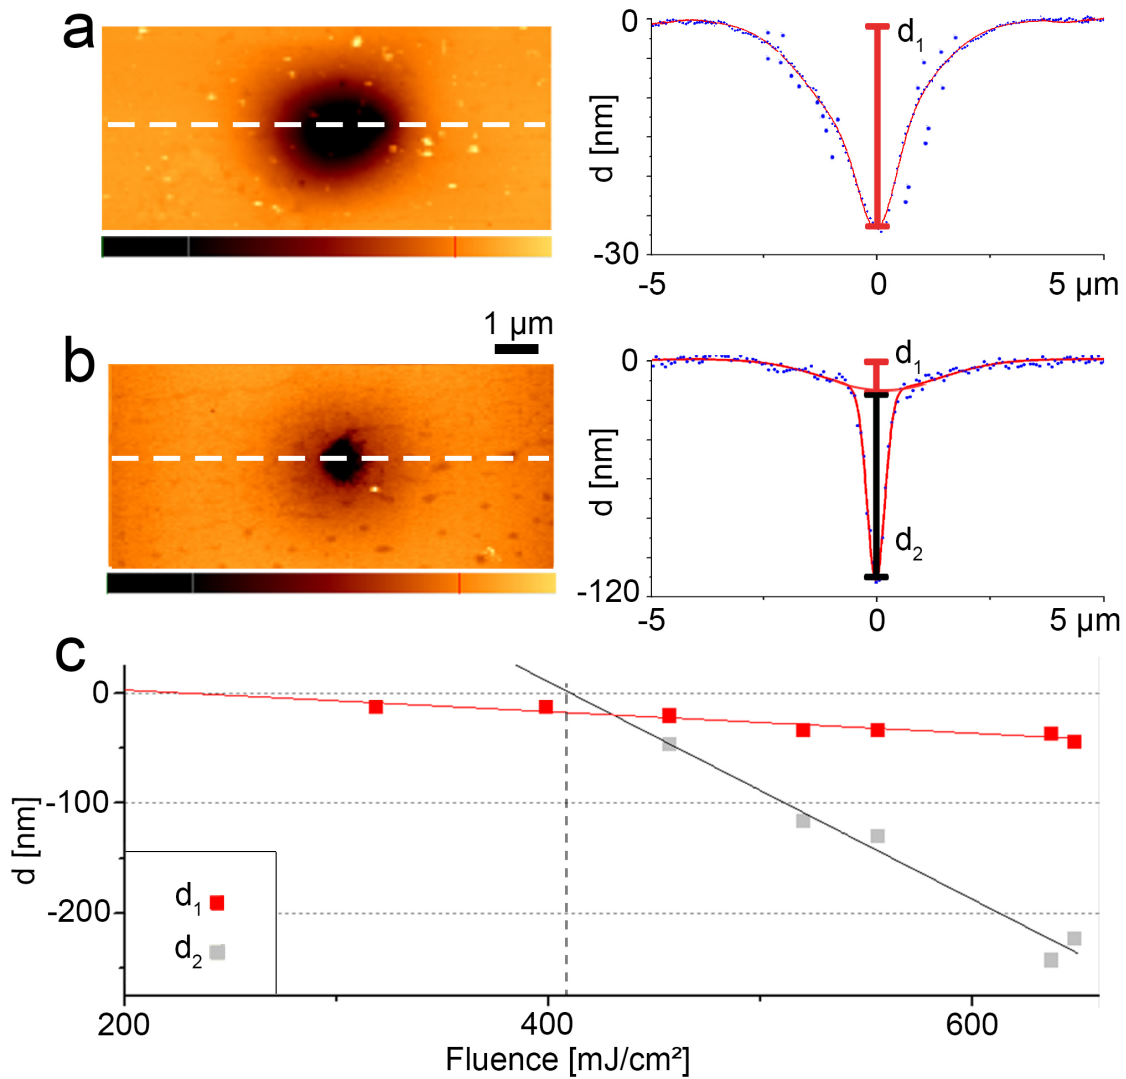 a
0
d1
d [nm]
-30
-5
0
5 µm
1 µm
b
0
d1
d [nm]
d2
-120
-5
0
5 µm
c
0
-100
d [nm]
-200
d1
d2
200
400
600
Fluence [mJ/cm²]